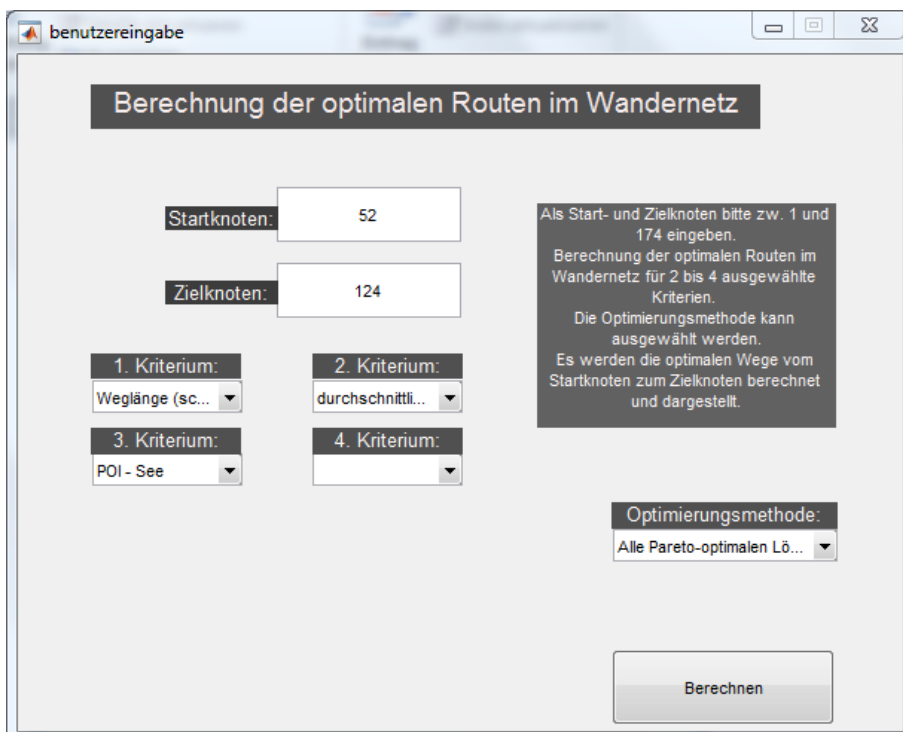 benutzereingabe
Berechnung der optimalen Routen im Wandernetz
Startknoten:
52
Zielknoten:
124
Als Start- und Zielknoten bitte zw. 1 und
174 eingeben.
Berechnung der optimalen Routen im
Wandernetz für 2 bis 4 ausgewählte
Kriterien.
Die Optimierungsmethode kann
ausgewählt werden.
Es werden die optimalen Wege vom
Startknoten zum Zielknoten berechnet
und dargestellt.
1. Kriterium:
Weglänge (sc...
2. Kriterium:
durchschnittli...
3. Kriterium:
POI - See
4. Kriterium:
Optimierungsmethode:
Alle Pareto-optimalen Lö...
Berechnen